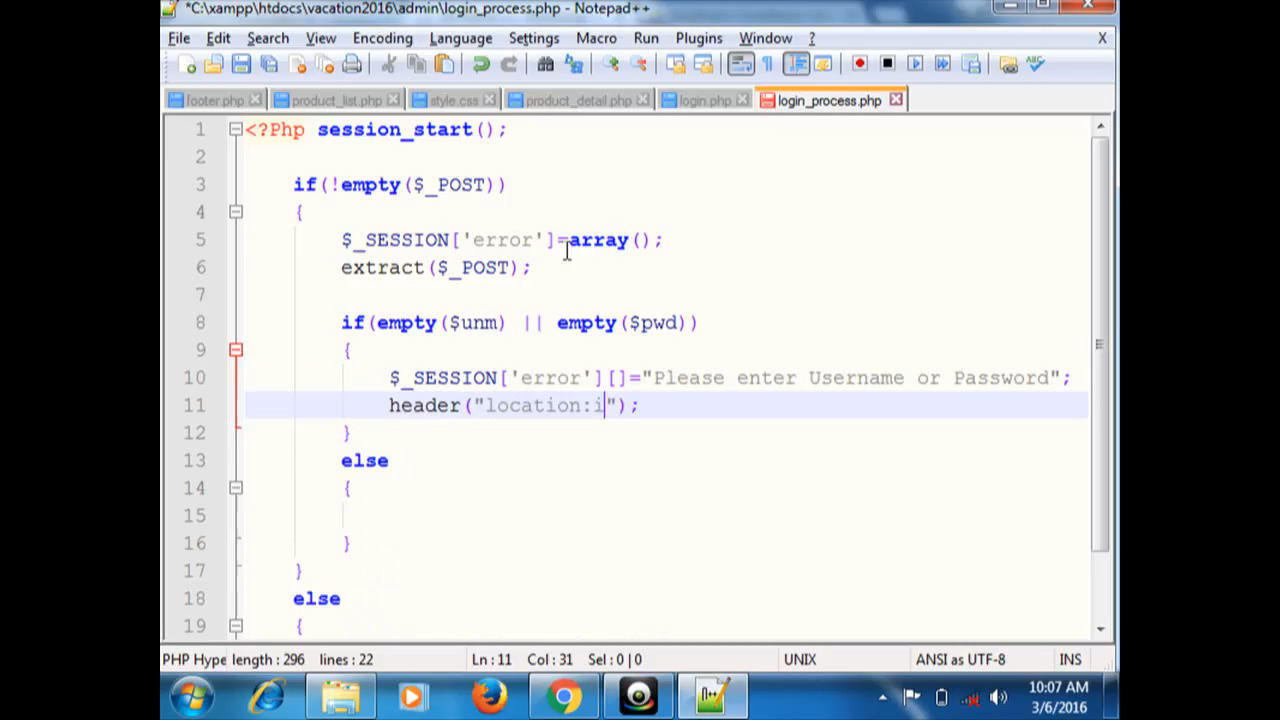 *C:\xampp\htdocs\vacation2016\admin\login_process.php - Notepad++
File Edit Search View Encoding Language Settings Macro Run Plugins Window ? X
footer.php product_list.php style.css product_detail.php login.php login_process.php
1 <?Php session_start();
2
3 if(!empty($_POST))
4 {
5 $_SESSION['error']=array();
6 extract($_POST);
7
8 if(empty($unm) || empty($pwd))
9 {
10 $_SESSION['error'][]="Please enter Username or Password";
11 header("location:i");
12 }
13 else
14 {
15
16 }
17 }
18 else
19 {
PHP Hype length : 296 lines : 22 Ln : 11 Col : 31 Sel : 0 | 0 UNIX ANSI as UTF-8 INS
10:07 AM
3/6/2016